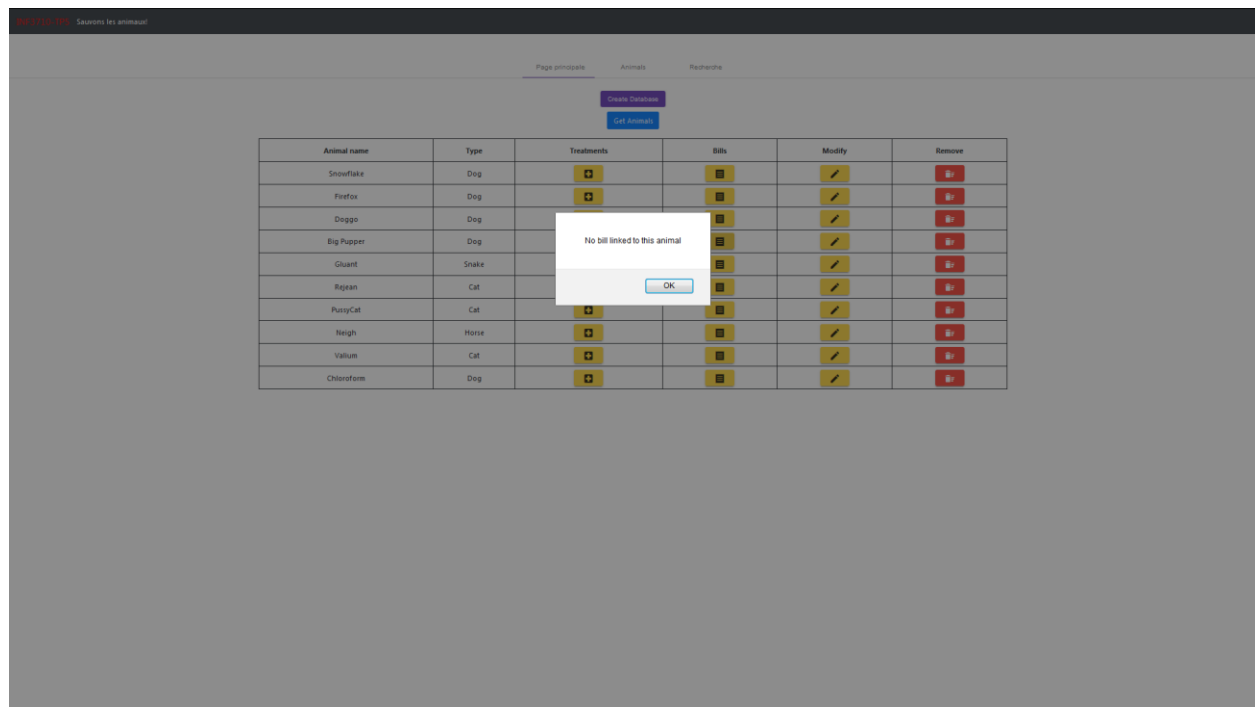 Sauvons les animaux!
Page principale Animals Recherche
Create Database
Get Animals
Animal name Type Treatments Bills Modify Remove
Snowflake Dog
Firefox Dog
Doggo Dog
Big Pupper Dog
Gluant Snake
Rejean Cat
PussyCat Cat
Neigh Horse
Valium Cat
Chloroform Dog
No bill linked to this animal
OK